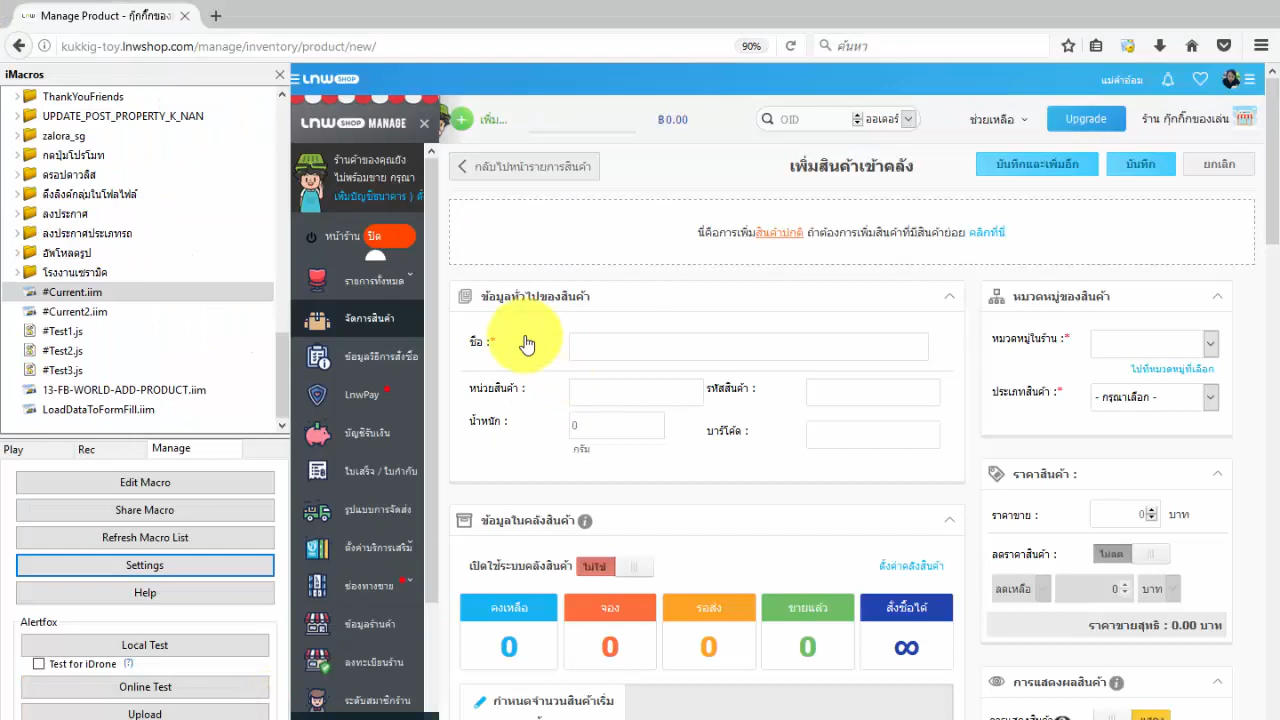 Manage Product - กุ๊กกิ๊กของ
kukkig-toy.lnwshop.com/manage/inventory/product/new/
90%
ค้นหา
iMacros
ThankYouFriends
UPDATE_POST_PROPERTY_K_NAN
zalora_sg
กดปุ่มโปรโมท
ดรอปดาวลิส
ดึงลิงค์กลุ่มในโฟสไฟล์
ลงประกาศ
ลงประกาศประเภทรถ
อัพโหลดรูป
โรงงานเซรามิค
#Current.iim
#Current2.iim
#Test1.js
#Test2.js
#Test3.js
13-FB-WORLD-ADD-PRODUCT.iim
LoadDataToFormFill.iim
Play
Rec
Manage
Edit Macro
Share Macro
Refresh Macro List
Settings
Help
Alertfox
Local Test
Test for iDrone (?)
Online Test
Upload
LnwSHOP
แม่ค้าอ้อม
LnwSHOP MANAGE
เพิ่ม...
฿0.00
OID
ออเดอร์
ช่วยเหลือ
Upgrade
ร้าน กุ๊กกิ๊กของเล่น
ร้านค้าของคุณยัง
ไม่พร้อมขาย กรุณา
เพิ่มบัญชีธนาคาร )
หน้าร้าน
ปิด
รายการทั้งหมด
จัดการสินค้า
ข้อมูลวิธีการสั่งซื้อ
LnwPay
บัญชีรับเงิน
ใบเสร็จ / ใบกำกับ
รูปแบบการจัดส่ง
ตั้งค่าบริการเสริม
ช่องทางขาย
ข้อมูลร้านค้า
ลงทะเบียนร้าน
ระดับสมาชิกร้าน
กลับไปหน้ารายการสินค้า
เพิ่มสินค้าเข้าคลัง
บันทึกและเพิ่มอีก
บันทึก
ยกเลิก
นี่คือการเพิ่มสินค้าปกติ ถ้าต้องการเพิ่มสินค้าที่มีสินค้าย่อย คลิกที่นี่
ข้อมูลทั่วไปของสินค้า
ชื่อ :*
หน่วยสินค้า :
รหัสสินค้า :
น้ำหนัก :
0
กรัม
บาร์โค้ด :
ข้อมูลในคลังสินค้า
เปิดใช้ระบบคลังสินค้า
ไม่ใช้
ตั้งค่าคลังสินค้า
คงเหลือ
จอง
รอส่ง
ขายแล้ว
สั่งซื้อได้
0
0
0
0
∞
กำหนดจำนวนสินค้าเริ่ม
หมวดหมู่ของสินค้า
หมวดหมู่ในร้าน :*
ไปที่หมวดหมู่ที่เลือก
ประเภทสินค้า :*
- กรุณาเลือก -
ราคาสินค้า :
ราคาขาย :
0
บาท
ลดราคาสินค้า :
ไม่ลด
ลดเหลือ
0
บาท
ราคาขายสุทธิ : 0.00 บาท
การแสดงผลสินค้า
การแสดงสินค้า
แสดง